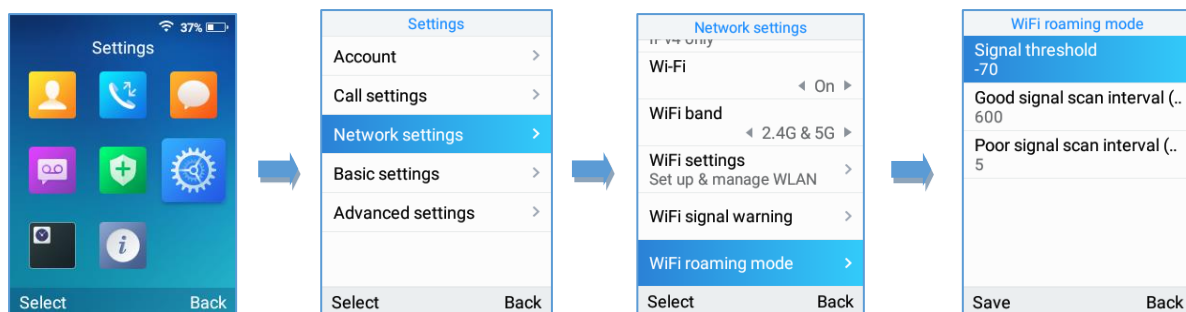 37%
Settings
Select Back
Settings
Account
Call settings
Network settings
Basic settings
Advanced settings
Select Back
Network settings
IPv4 only
Wi-Fi
On
WiFi band
2.4G & 5G
WiFi settings
Set up & manage WLAN
WiFi signal warning
WiFi roaming mode
Select Back
WiFi roaming mode
Signal threshold
-70
Good signal scan interval (..
600
Poor signal scan interval (..
5
Save Back